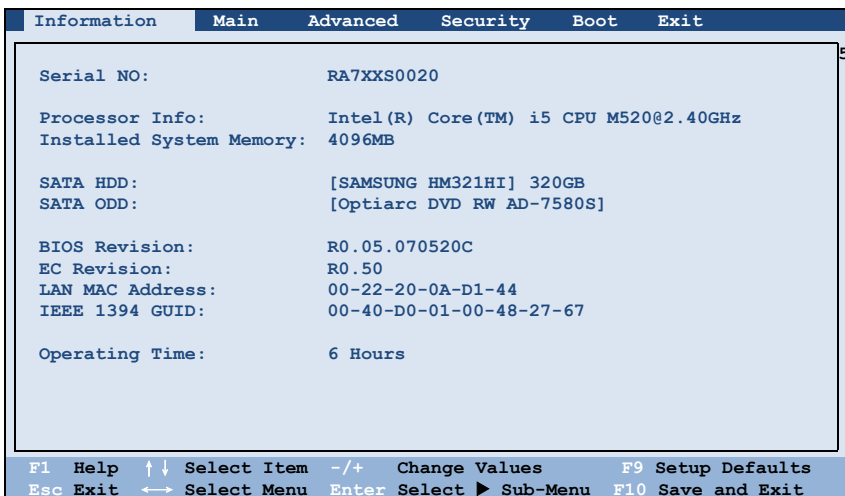 Information Main Advanced Security Boot Exit
5
Serial NO: RA7XXS0020
Processor Info: Intel(R) Core(TM) i5 CPU M520@2.40GHz
Installed System Memory: 4096MB
SATA HDD: [SAMSUNG HM321HI] 320GB
SATA ODD: [Optiarc DVD RW AD-7580S]
BIOS Revision: R0.05.070520C
EC Revision: R0.50
LAN MAC Address: 00-22-20-0A-D1-44
IEEE 1394 GUID: 00-40-D0-01-00-48-27-67
Operating Time: 6 Hours
F1 Help ↑↓ Select Item -/+ Change Values F9 Setup Defaults
Esc Exit ←→ Select Menu Enter Select ▶ Sub-Menu F10 Save and Exit